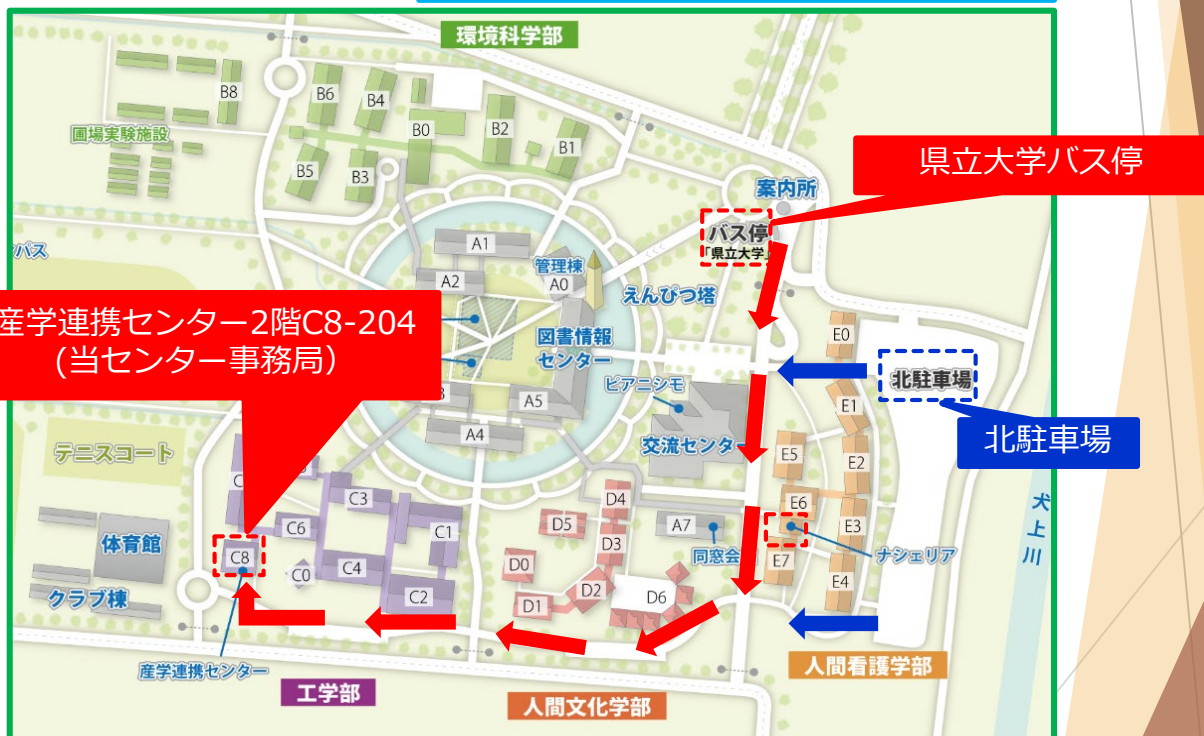 環境科学部
B8
B6
B4
B0
B2
B1
圃場実験施設
B5
B3
県立大学バス停
案内所
バス停
「県立大学」
パス
A1
A2
管理棟
A0
えんぴつ塔
産学連携センター2階C8-204
(当センター事務局）
図書情報
センター
E0
北駐車場
ピアニシモ
A5
E1
北駐車場
A4
交流センター
テニスコート
E5
E2
C3
D4
E6
犬上川
C6
C1
D5
A7
E3
体育館
C8
D3
同窓会
ナシェリア
C0
C4
D0
E7
E4
クラブ棟
C2
D1
D2
D6
産学連携センター
人間看護学部
工学部
人間文化学部